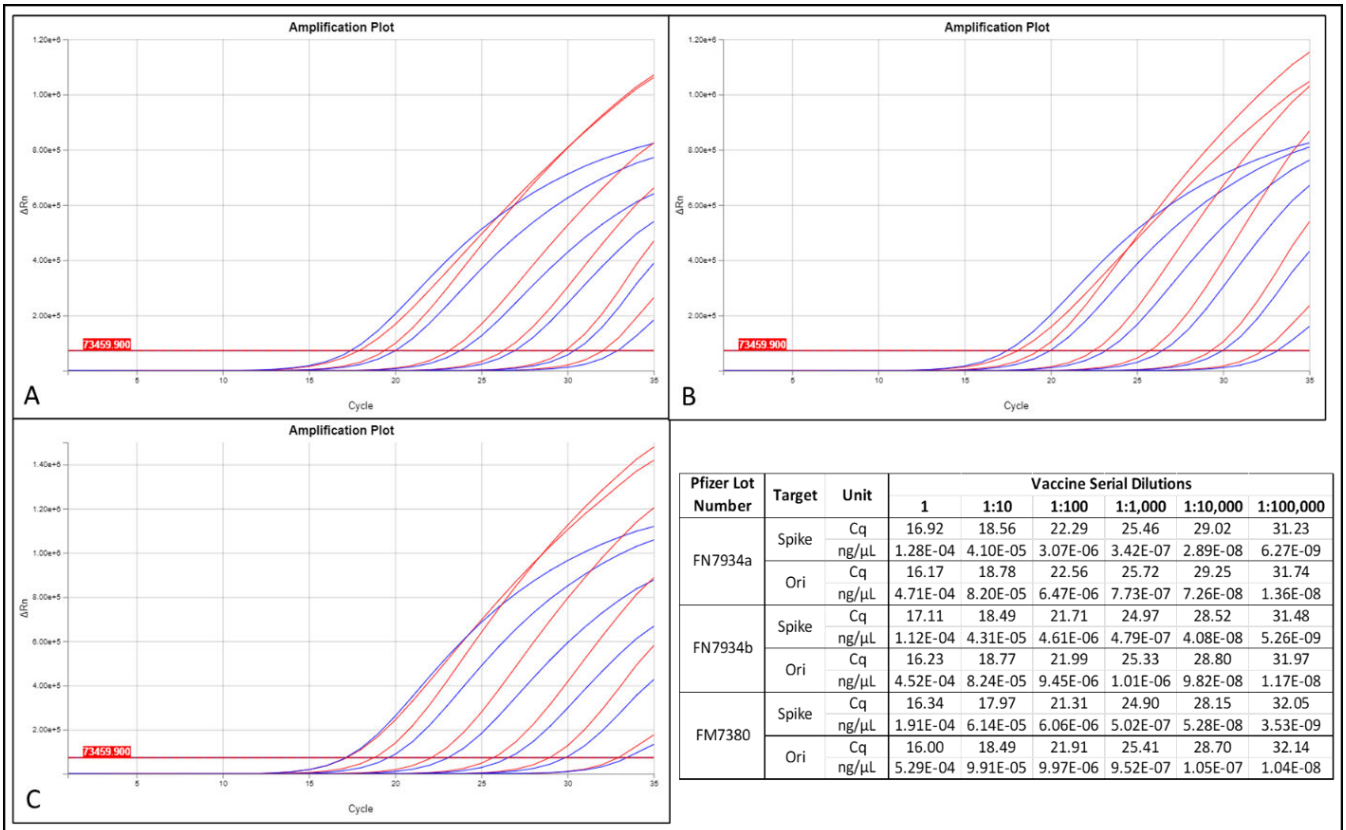 Amplification Plot
1.20e+6
1.00e+6
8.00e+5
6.00e+5
4.00e+5
2.00e+5
ΔRn
73459.900
5 10 15 20 25 30 35
Cycle
A
Amplification Plot
1.20e+6
1.00e+6
8.00e+5
6.00e+5
4.00e+5
2.00e+5
ΔRn
73459.900
5 10 15 20 25 30 35
Cycle
B
Amplification Plot
1.40e+6
1.20e+6
1.00e+6
8.00e+5
6.00e+5
4.00e+5
2.00e+5
ΔRn
73459.900
5 10 15 20 25 30 35
Cycle
C
Pfizer Lot Number Target Unit Vaccine Serial Dilutions
1 1:10 1:100 1:1,000 1:10,000 1:100,000
FN7934a Spike Cq 16.92 18.56 22.29 25.46 29.02 31.23
ng/μL 1.28E-04 4.10E-05 3.07E-06 3.42E-07 2.89E-08 6.27E-09
Ori Cq 16.17 18.78 22.56 25.72 29.25 31.74
ng/μL 4.71E-04 8.20E-05 6.47E-06 7.73E-07 7.26E-08 1.36E-08
FN7934b Spike Cq 17.11 18.49 21.71 24.97 28.52 31.48
ng/μL 1.12E-04 4.31E-05 4.61E-06 4.79E-07 4.08E-08 5.26E-09
Ori Cq 16.23 18.77 21.99 25.33 28.80 31.97
ng/μL 4.52E-04 8.24E-05 9.45E-06 1.01E-06 9.82E-08 1.17E-08
FM7380 Spike Cq 16.34 17.97 21.31 24.90 28.15 32.05
ng/μL 1.91E-04 6.14E-05 6.06E-06 5.02E-07 5.28E-08 3.53E-09
Ori Cq 16.00 18.49 21.91 25.41 28.70 32.14
ng/μL 5.29E-04 9.91E-05 9.97E-06 9.52E-07 1.05E-07 1.04E-08